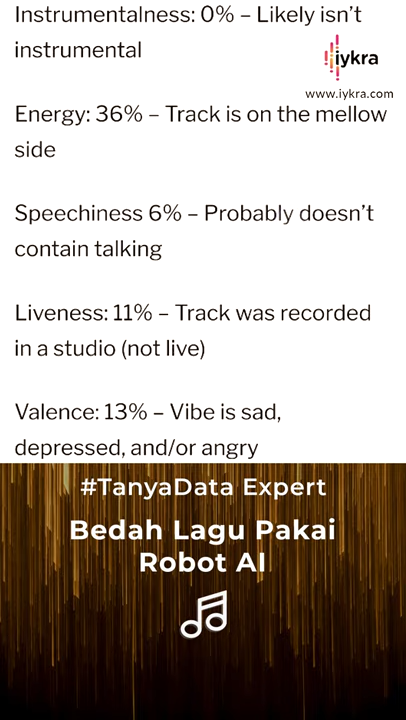 Instrumentalness: 0% – Likely isn't
instrumental
iykra
www.iykra.com
Energy: 36% – Track is on the mellow
side
Speechiness 6% – Probably doesn't
contain talking
Liveness: 11% – Track was recorded
in a studio (not live)
Valence: 13% – Vibe is sad,
depressed, and/or angry
#TanyaData Expert
Bedah Lagu Pakai
Robot AI